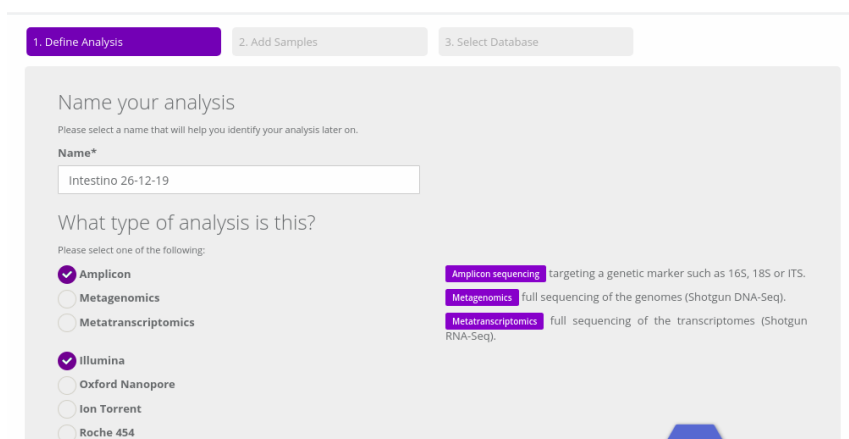 1. Define Analysis
2. Add Samples
3. Select Database
Name your analysis
Please select a name that will help you identify your analysis later on.
Name*
Intestino 26-12-19
What type of analysis is this?
Please select one of the following:
Amplicon
Metagenomics
Metatranscriptomics
Amplicon sequencing targeting a genetic marker such as 16S, 18S or ITS.
Metagenomics full sequencing of the genomes (Shotgun DNA-Seq).
Metatranscriptomics full sequencing of the transcriptomes (Shotgun
RNA-Seq).
Illumina
Oxford Nanopore
Ion Torrent
Roche 454